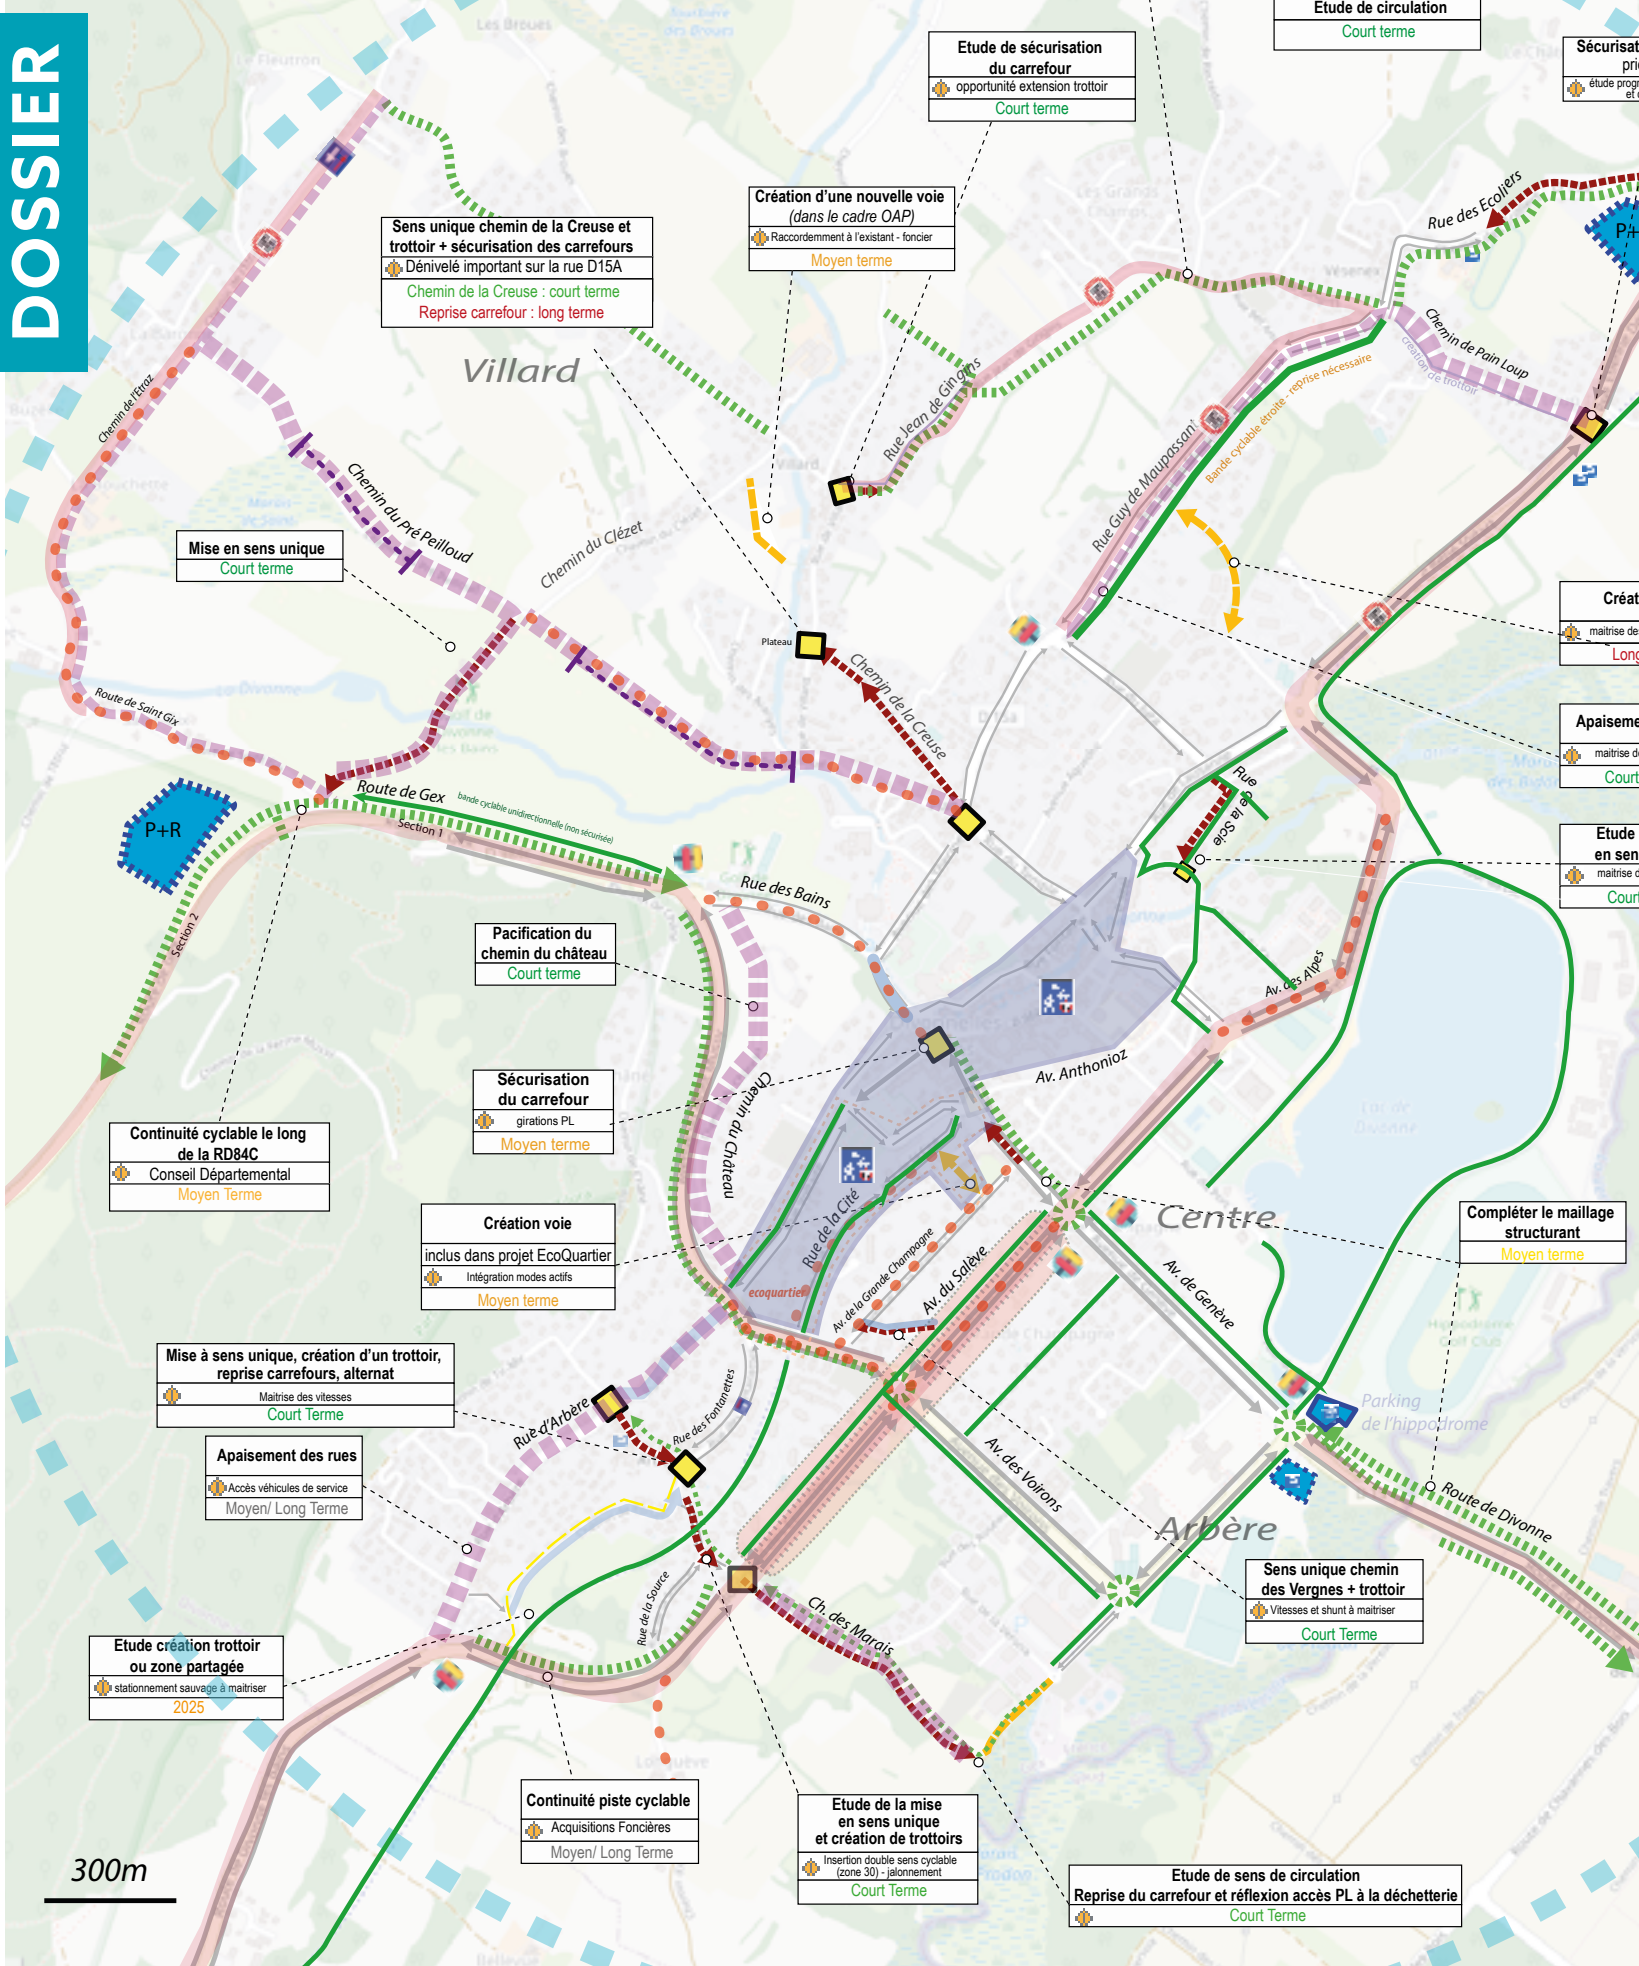 DOSSIER
Etude de circulation
Court terme
Etude de sécurisation
du carrefour
opportunité extension trottoir
Court terme
Création d'une nouvelle voie
(dans le cadre OAP)
Raccordemment à l'existant - foncier
Moyen terme
Sens unique chemin de la Creuse et
trottoir + sécurisation des carrefours
Dénivelé important sur la rue D15A
Chemin de la Creuse : court terme
Reprise carrefour : long terme
Villard
Rue des Ecoliers
P+
Chemin de Pain Loup
création de trottoir
Rue Jean de Gingins
Rue Guy de Maupassant
Bande cyclable étroite - reprise nécessaire
Chemin de l'Etraz
Chemin du Pré Peilloud
Chemin du Clézet
Mise en sens unique
Court terme
Plateau
Chemin de la Creuse
Route de Saint Gix
Route de Gex
bande cyclable unidirectionnelle (non sécurisée)
Section 1
Section 2
P+R
Rue de la Scie
Rue des Bains
Av. des Alpes
Av. Anthonioz
Pacification du
chemin du château
Court terme
Sécurisation
du carrefour
girations PL
Moyen terme
Chemin du Château
Continuité cyclable le long
de la RD84C
Conseil Départemental
Moyen Terme
Création voie
inclus dans projet EcoQuartier
Intégration modes actifs
Moyen terme
Rue de la Cité
ecoquartier
Av. de la Grande Champagne
Av. du Salève
Centre
Av. de Genève
Compléter le maillage
structurant
Moyen terme
Parking
de l'hippodrome
Route de Divonne
Mise à sens unique, création d'un trottoir,
reprise carrefours, alternat
Maitrise des vitesses
Court Terme
Rue d'Arbère
Rue des Fontanettes
Apaisement des rues
Accès véhicules de service
Moyen/ Long Terme
Av. des Voirons
Arbère
Sens unique chemin
des Vergnes + trottoir
Vitesses et shunt à maitriser
Court Terme
Rue de la Source
Ch. des Marais
Etude création trottoir
ou zone partagée
stationnement sauvage à maitriser
2025
Continuité piste cyclable
Acquisitions Foncières
Moyen/ Long Terme
Etude de la mise
en sens unique
et création de trottoirs
Insertion double sens cyclable
(zone 30) - jalonnement
Court Terme
Etude de sens de circulation
Reprise du carrefour et réflexion accès PL à la déchetterie
Court Terme
300m